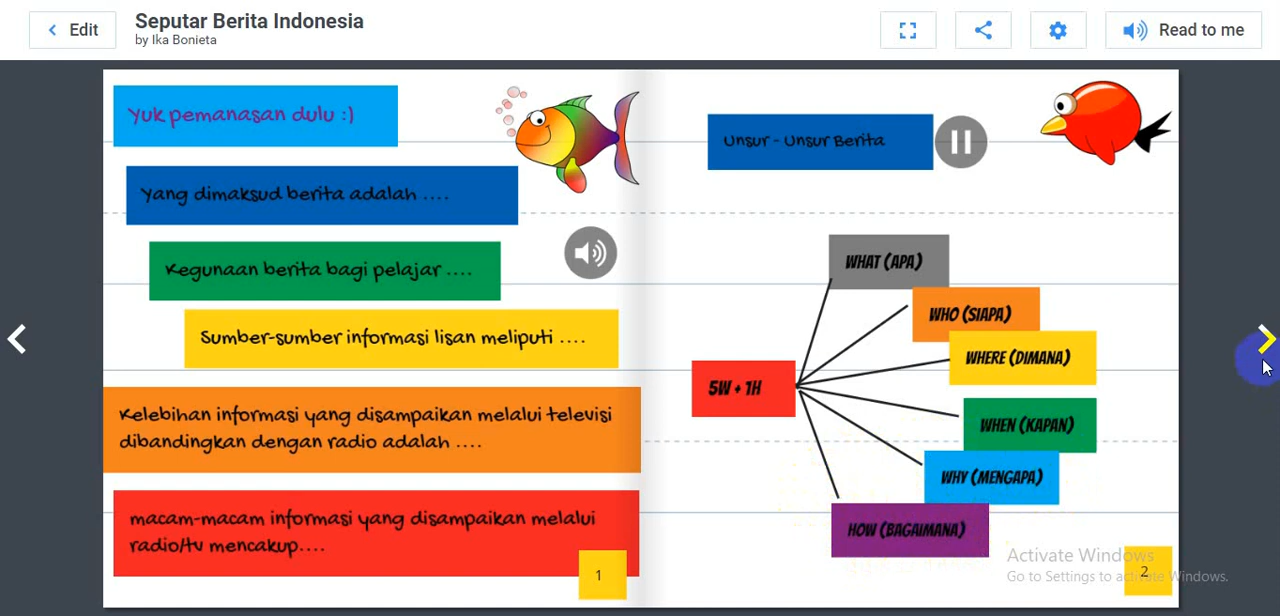 Edit
Seputar Berita Indonesia
by Ika Bonieta
Read to me
Yuk pemanasan dulu :)
Yang dimaksud berita adalah ....
Kegunaan berita bagi pelajar ....
Sumber-sumber informasi lisan meliputi ....
Kelebihan informasi yang disampaikan melalui televisi
dibandingkan dengan radio adalah ....
macam-macam informasi yang disampaikan melalui
radio/tv mencakup....
1
Unsur - Unsur Berita
5W + 1H
WHAT (APA)
WHO (SIAPA)
WHERE (DIMANA)
WHEN (KAPAN)
WHY (MENGAPA)
HOW (BAGAIMANA)
2
Activate Windows
Go to Settings to activate Windows.